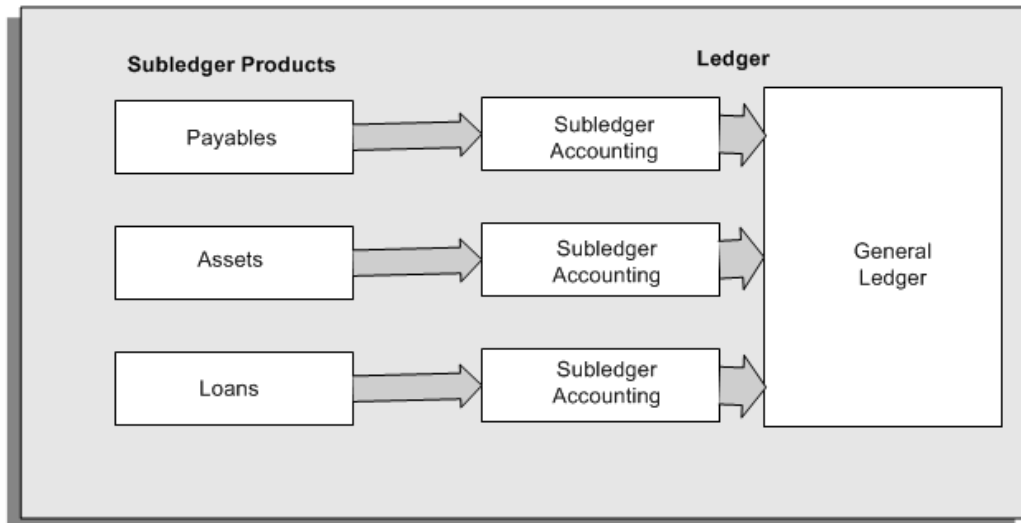 Subledger Products
Ledger
Payables
Subledger
Accounting
Assets
Subledger
Accounting
General
Ledger
Loans
Subledger
Accounting